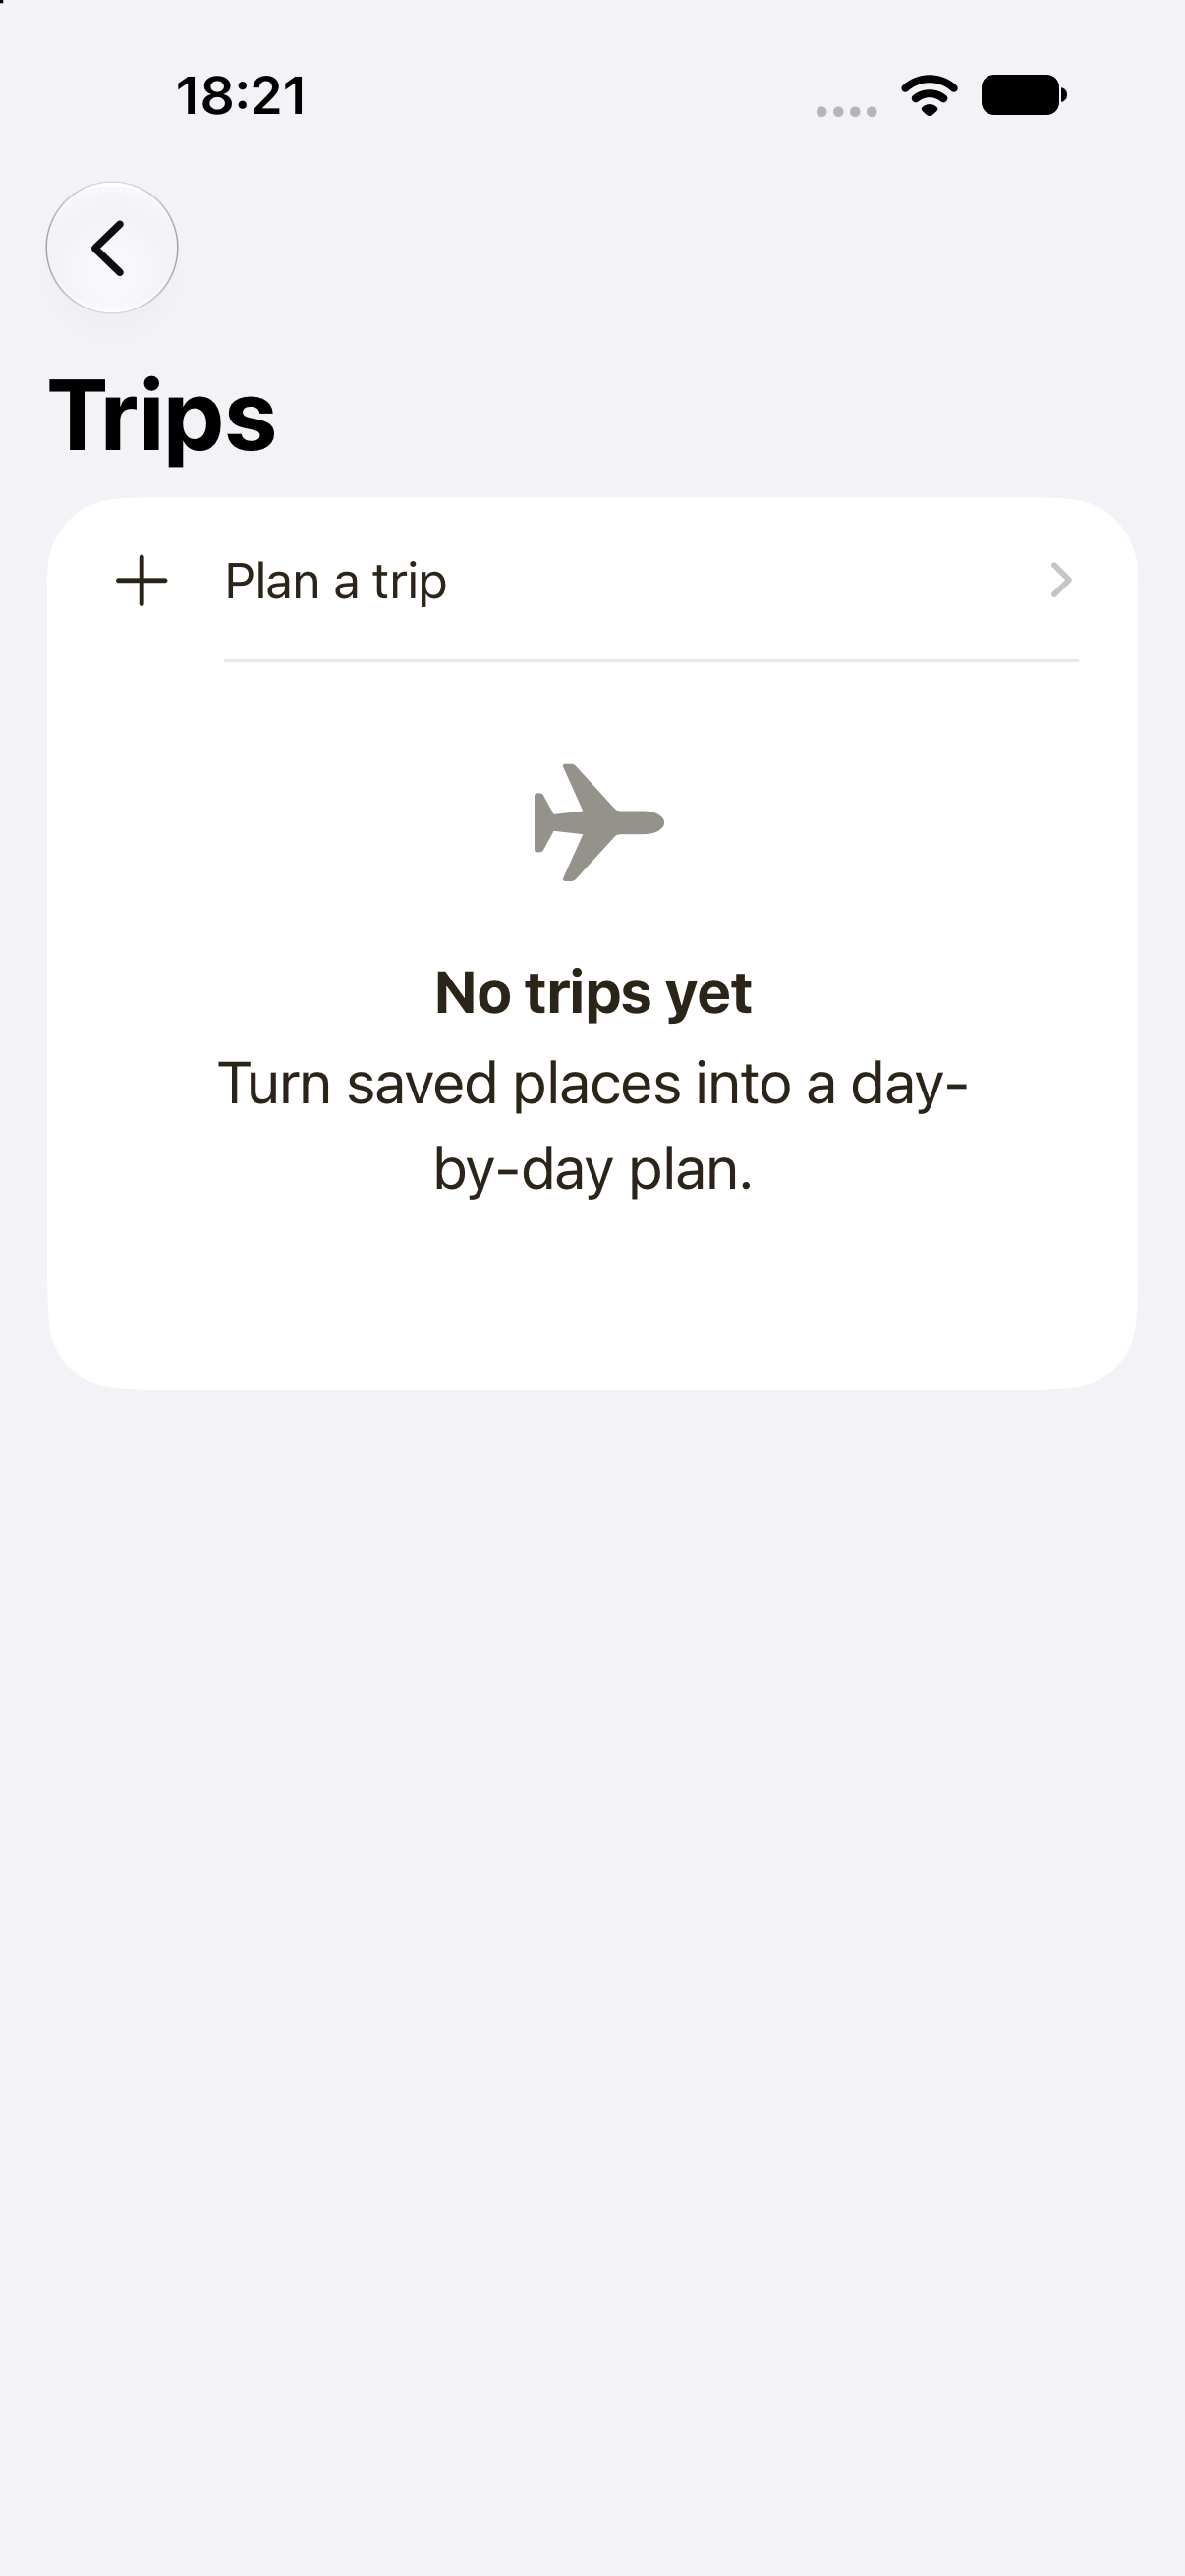 18:21
Trips
Plan a trip
No trips yet
Turn saved places into a day-
by-day plan.